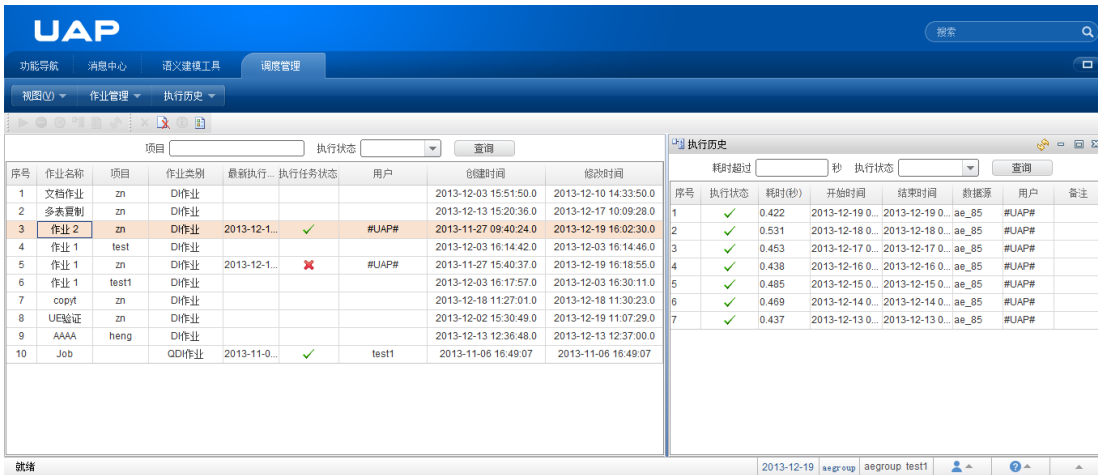 UAP
搜索
功能导航 消息中心 语义建模工具 调度管理
视图(V) 作业管理 执行历史
项目 执行状态 查询
序号 作业名称 项目 作业类别 最新执行... 执行任务状态 用户 创建时间 修改时间
1 文档作业 zn DI作业 2013-12-03 15:51:50.0 2013-12-10 14:33:50.0
2 多表复制 zn DI作业 2013-12-13 15:20:36.0 2013-12-17 10:09:28.0
3 作业 2 zn DI作业 2013-12-1... #UAP# 2013-11-27 09:40:24.0 2013-12-19 16:02:30.0
4 作业 1 test DI作业 2013-12-03 16:14:42.0 2013-12-03 16:14:46.0
5 作业 1 zn DI作业 2013-12-1... #UAP# 2013-11-27 15:40:37.0 2013-12-19 16:18:55.0
6 作业 1 test1 DI作业 2013-12-03 16:17:57.0 2013-12-03 16:30:11.0
7 copyt zn DI作业 2013-12-18 11:27:01.0 2013-12-18 11:30:23.0
8 UE验证 zn DI作业 2013-12-02 15:30:49.0 2013-12-19 11:07:29.0
9 AAAA heng DI作业 2013-12-13 12:36:48.0 2013-12-13 12:37:00.0
10 Job QDI作业 2013-11-0... test1 2013-11-06 16:49:07 2013-11-06 16:49:07
执行历史
耗时超过 秒 执行状态 查询
序号 执行状态 耗时(秒) 开始时间 结束时间 数据源 用户 备注
1 0.422 2013-12-19 0... 2013-12-19 0... ae_85 #UAP#
2 0.531 2013-12-18 0... 2013-12-18 0... ae_85 #UAP#
3 0.453 2013-12-17 0... 2013-12-17 0... ae_85 #UAP#
4 0.438 2013-12-16 0... 2013-12-16 0... ae_85 #UAP#
5 0.485 2013-12-15 0... 2013-12-15 0... ae_85 #UAP#
6 0.469 2013-12-14 0... 2013-12-14 0... ae_85 #UAP#
7 0.437 2013-12-13 0... 2013-12-13 0... ae_85 #UAP#
就绪 2013-12-19 aegroup aegroup test1